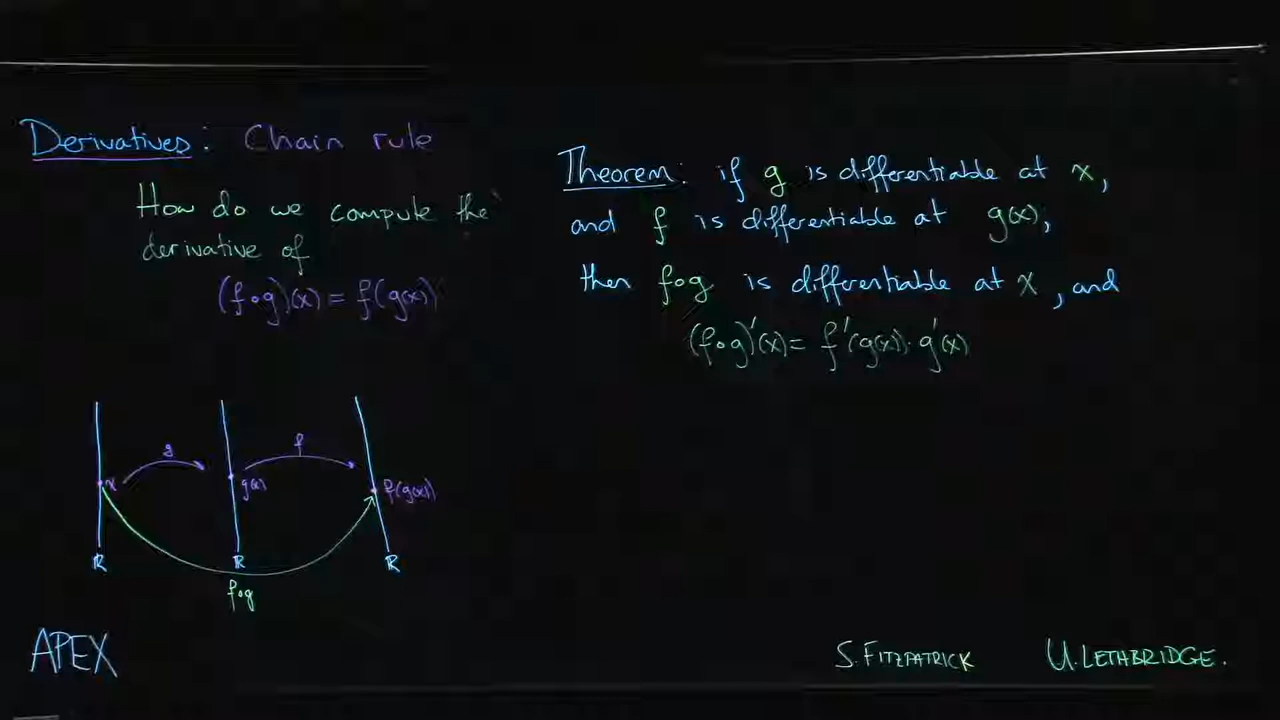 Derivatives: Chain rule
How do we compute the
derivative of
(f∘g)(x) = f(g(x))
Theorem: if g is differentiable at x,
and f is differentiable at g(x),
then f∘g is differentiable at x, and
(f∘g)'(x) = f'(g(x))·g'(x)
g
f
x
g(x)
f(g(x))
R
R
R
f∘g
APEX
S. FITZPATRICK
U. LETHBRIDGE.